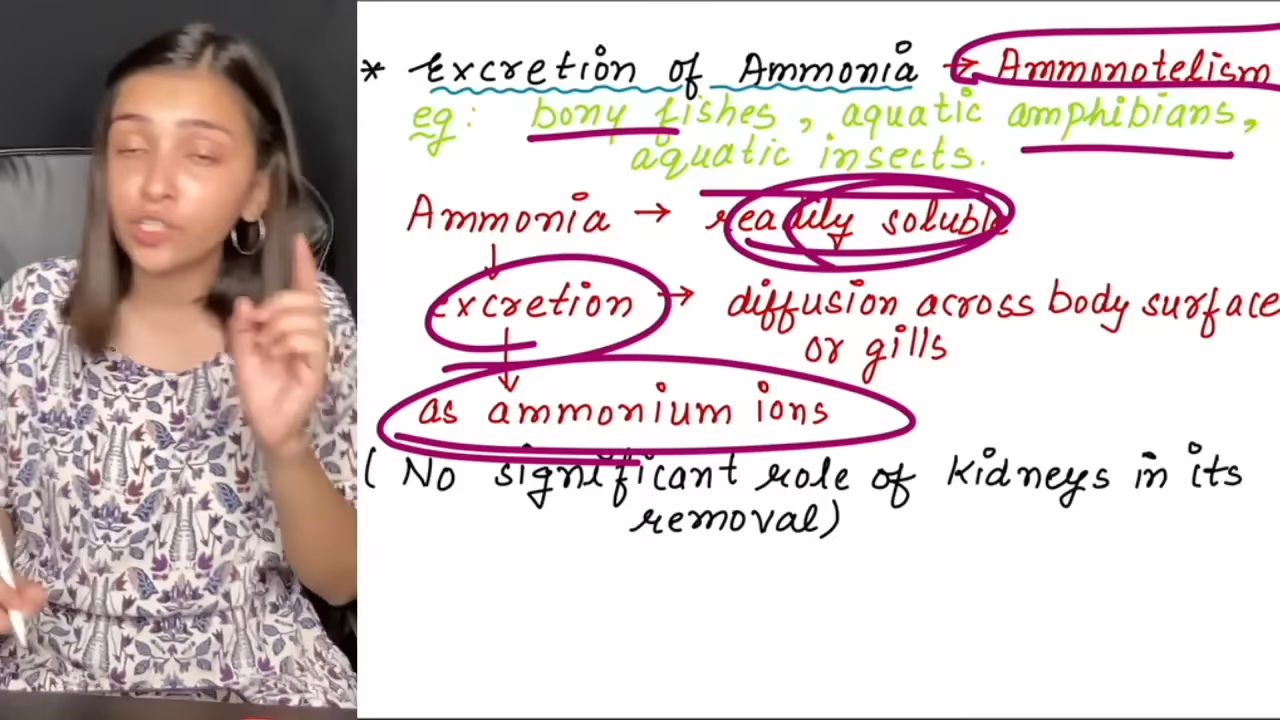 * Excretion of Ammonia → Ammonotelism
eg: bony fishes, aquatic amphibians,
aquatic insects.
Ammonia → readily soluble
excretion → diffusion across body surface
or gills
as ammonium ions
( No significant role of kidneys in its
removal)